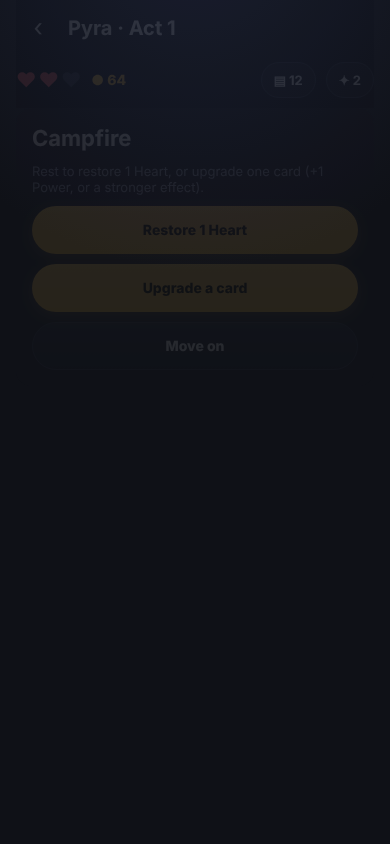 Pyra · Act 1
64
12
2
Campfire
Rest to restore 1 Heart, or upgrade one card (+1
Power, or a stronger effect).
Restore 1 Heart
Upgrade a card
Move on